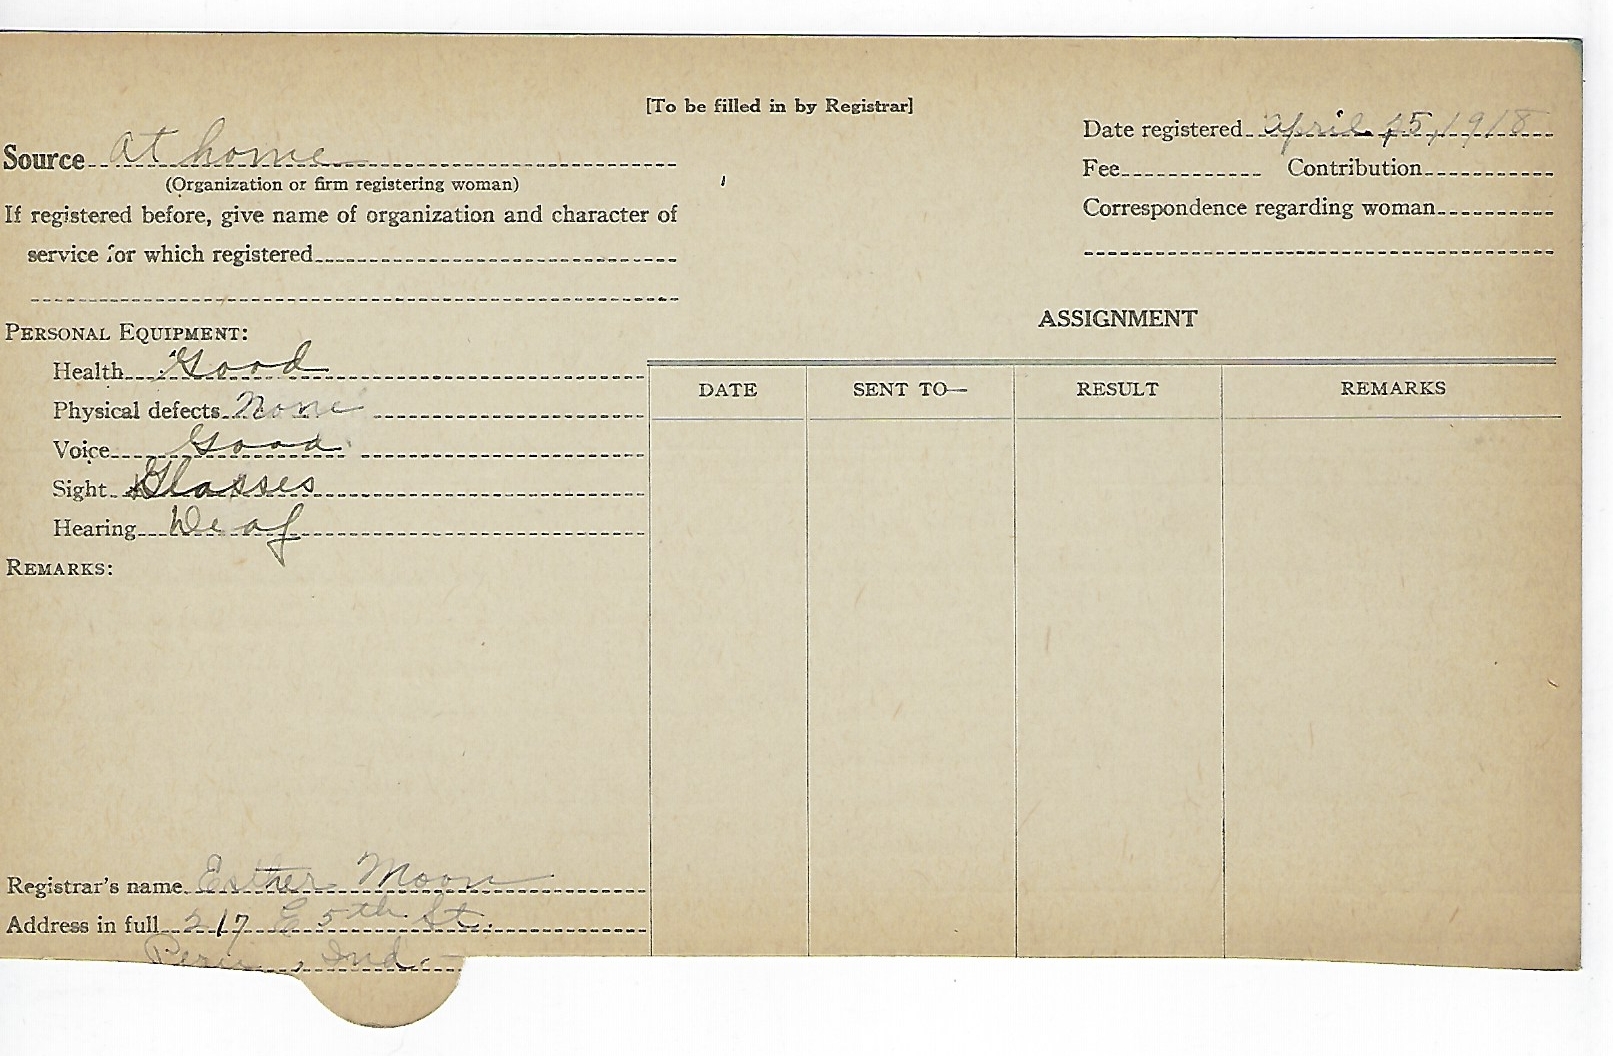 [To be filled in by Registrar]
Source at home
(Organization or firm registering woman)
If registered before, give name of organization and character of
service for which registered
Date registered April 25, 1918
Fee Contribution
Correspondence regarding woman
PERSONAL EQUIPMENT:
Health Good
Physical defects None
Voice Good
Sight Glasses
Hearing Deaf
REMARKS:
ASSIGNMENT
DATE SENT TO— RESULT REMARKS
Registrar's name Esther Moon
Address in full 217 E 5th St.
Peru, Ind.